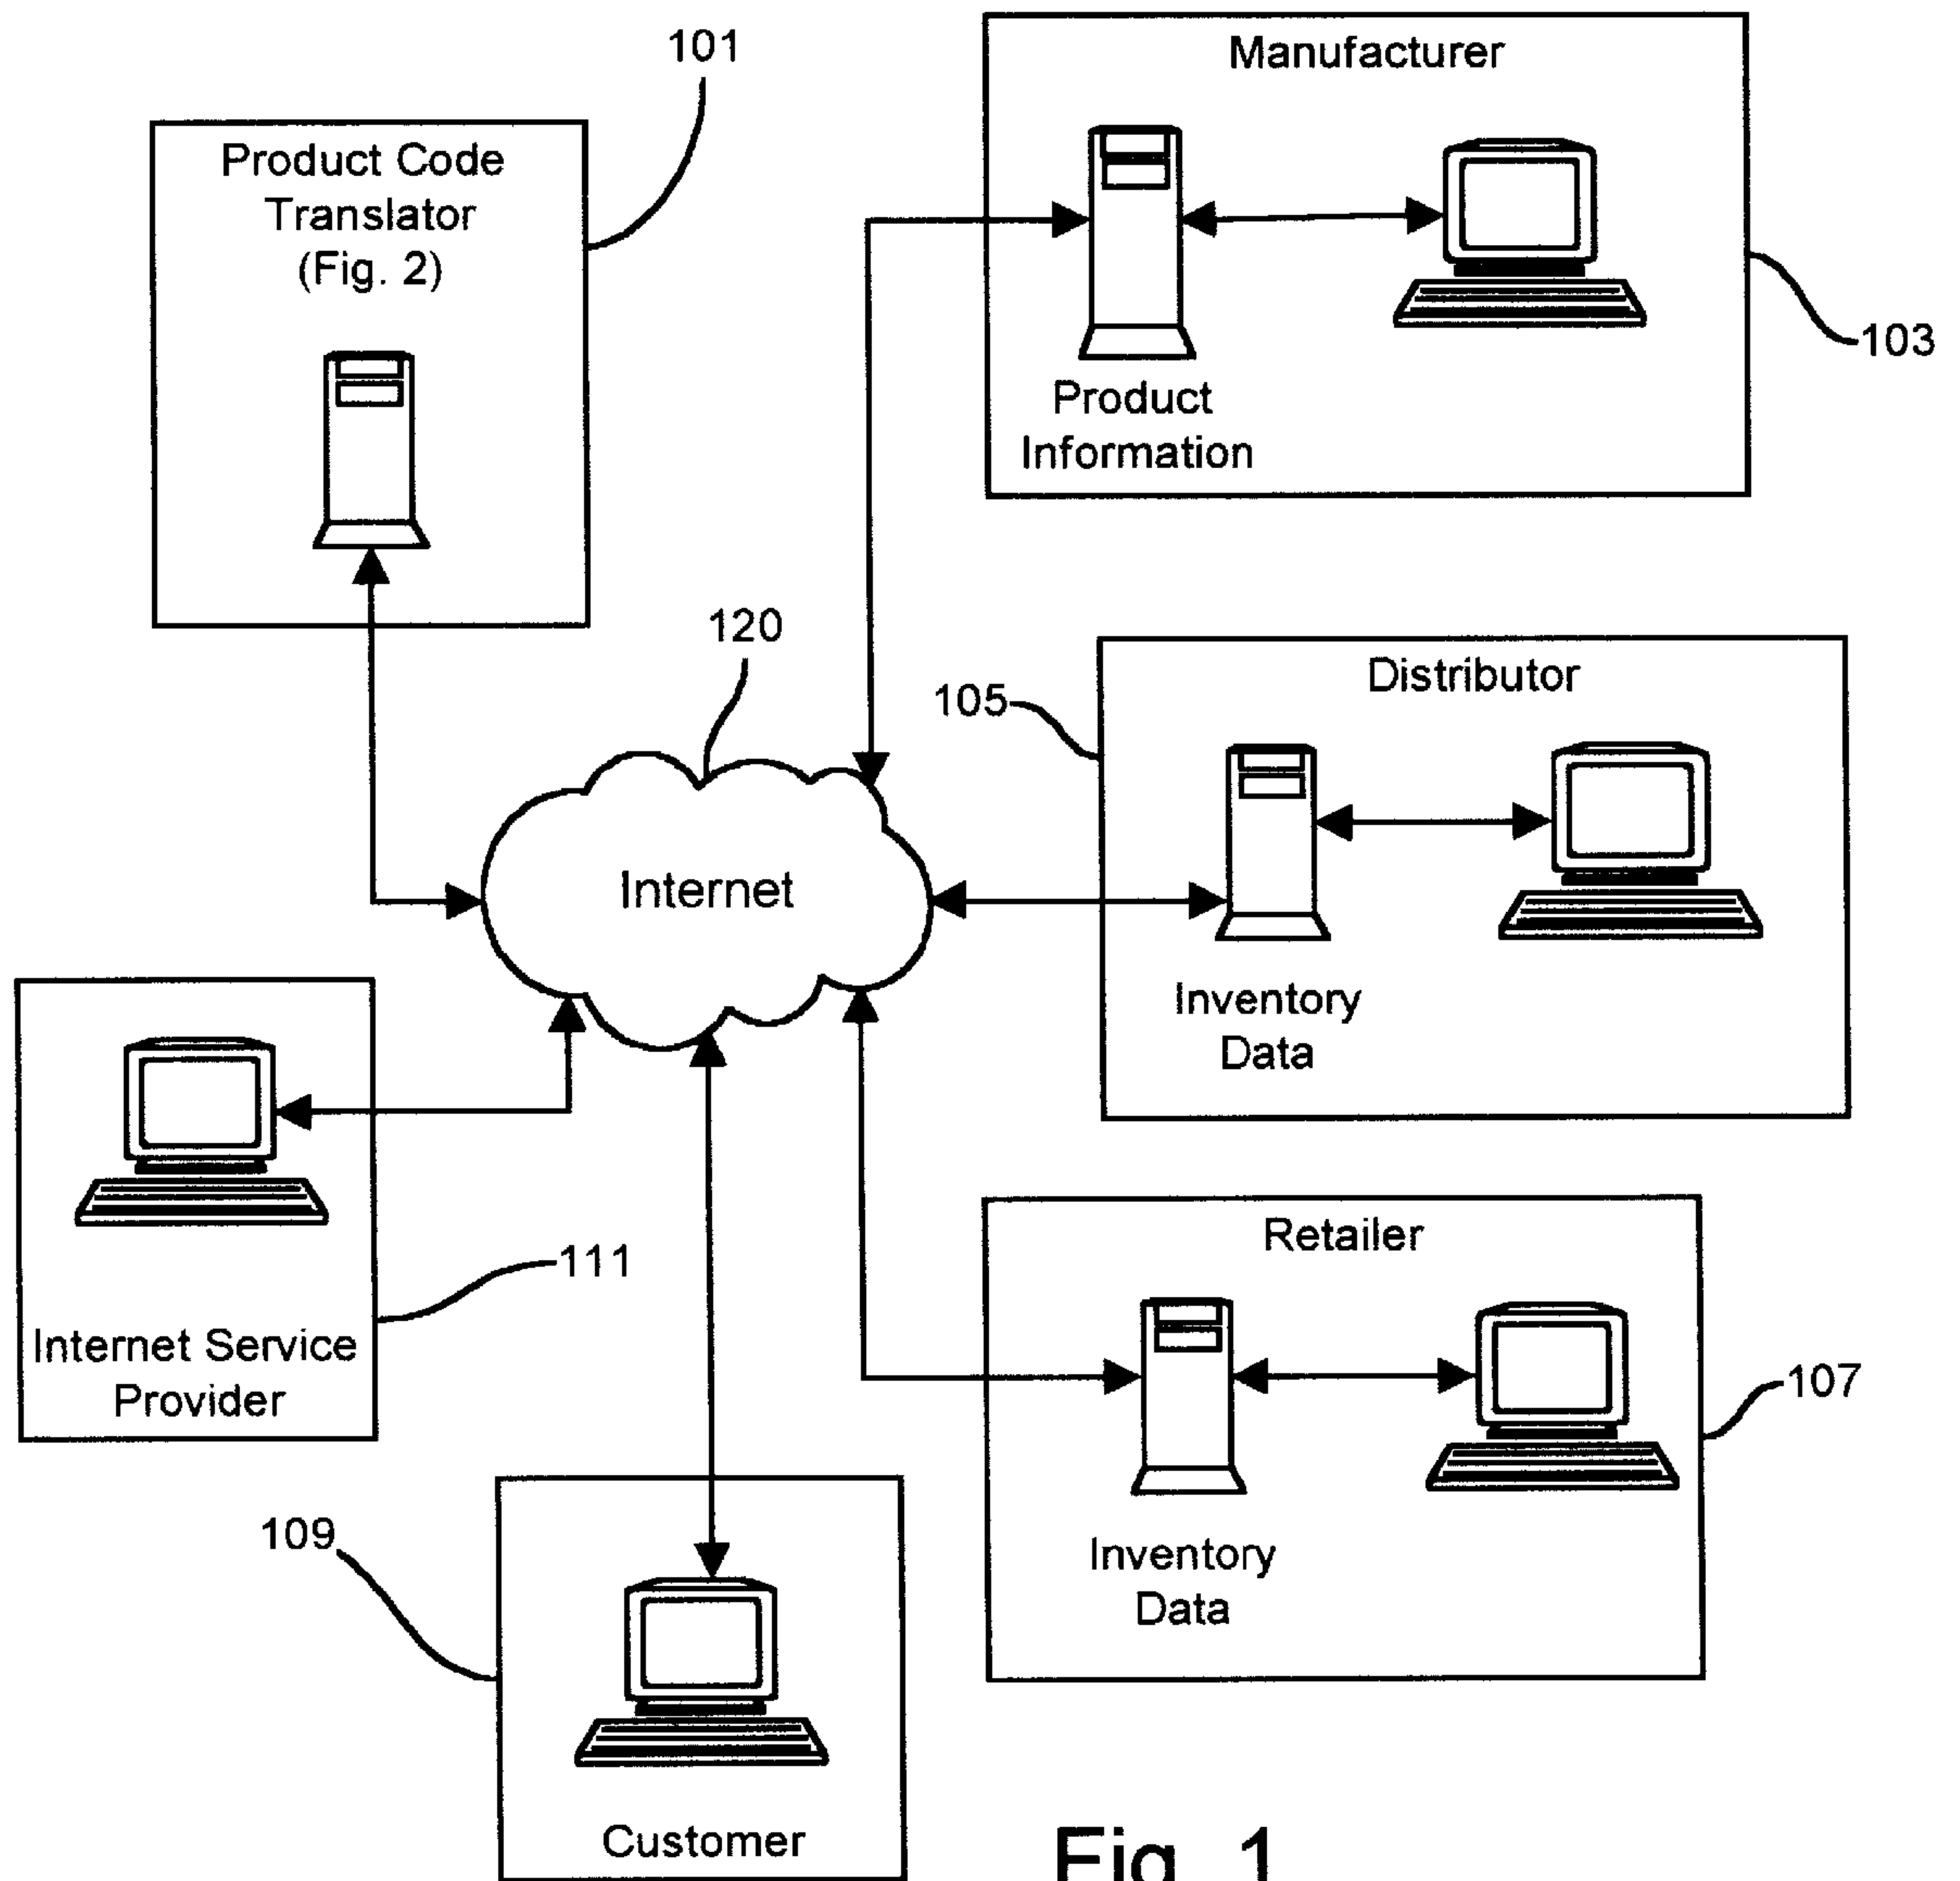 101
Product Code
Translator
(Fig. 2)
Manufacturer
Product
Information
103
120
Internet
105
Distributor
Inventory
Data
Internet Service
Provider
111
Retailer
Inventory
Data
107
109
Customer
Fig. 1